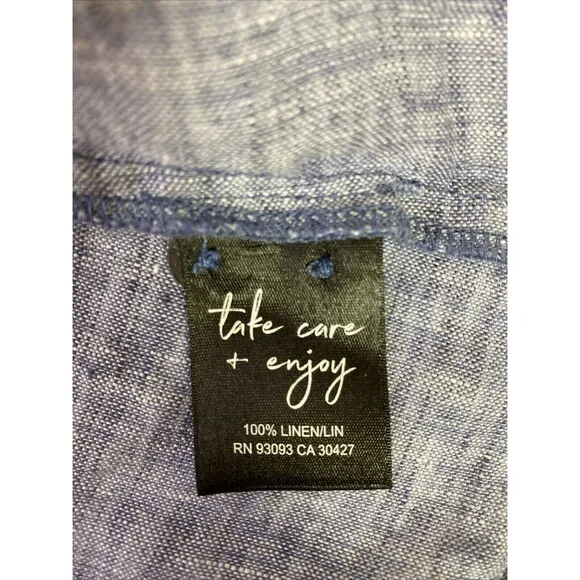 take care
+ enjoy
100% LINEN/LIN
RN 93093 CA 30427